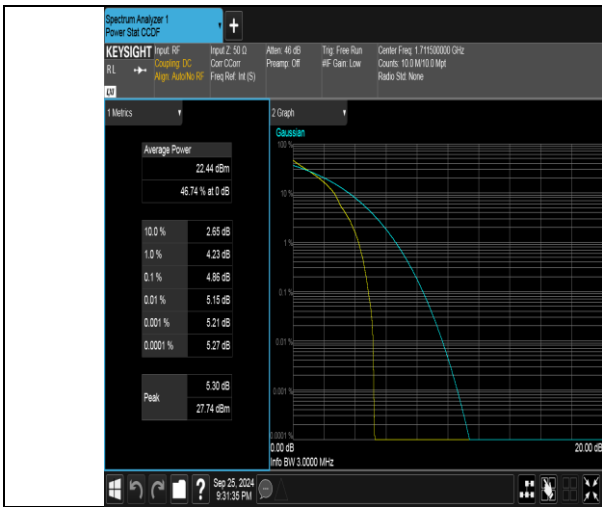 Spectrum Analyzer 1
Power Stat CCDF
+
KEYSIGHT Input: RF Input Z: 50 Ω Atten: 46 dB Trig: Free Run Center Freq: 1.711500000 GHz
R L Coupling: DC Corr CCorr Preamp: Off #IF Gain: Low Counts: 10.0 M/10.0 Mpt
Align: Auto/No RF Freq Ref: Int (S) Radio Std: None
LXI
1 Metrics 2 Graph
Average Power
22.44 dBm
46.74 % at 0 dB
10.0 % 2.65 dB
1.0 % 4.23 dB
0.1 % 4.86 dB
0.01 % 5.15 dB
0.001 % 5.21 dB
0.0001 % 5.27 dB
Peak 5.30 dB
27.74 dBm
Gaussian
100 %
10 %
1 %
0.1 %
0.01 %
0.001 %
0.0001 %
0.00 dB 20.00 dB
Info BW 3.0000 MHz
? Sep 25, 2024
9:31:35 PM